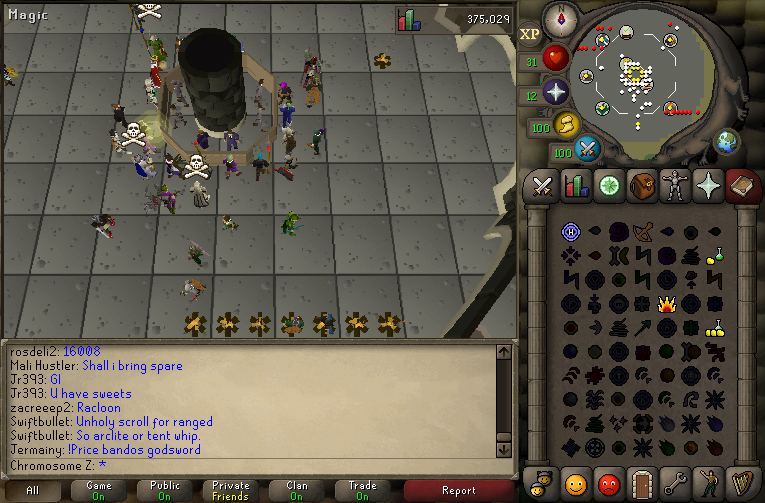 Magic
375,029
XP
31
12
100
100
H
rosdeli2: 16008
Mali Hustler: Shall i bring spare
Jr393: Gl
Jr393: U have sweets
zacreeep2: Racloon
Swiftbullet: Unholy scroll for ranged
Swiftbullet: So arclite or tent whip.
Jermainy: !Price bandos godsword
Chromosome Z: *
All
Game
On
Public
On
Private
Friends
Clan
On
Trade
On
Report